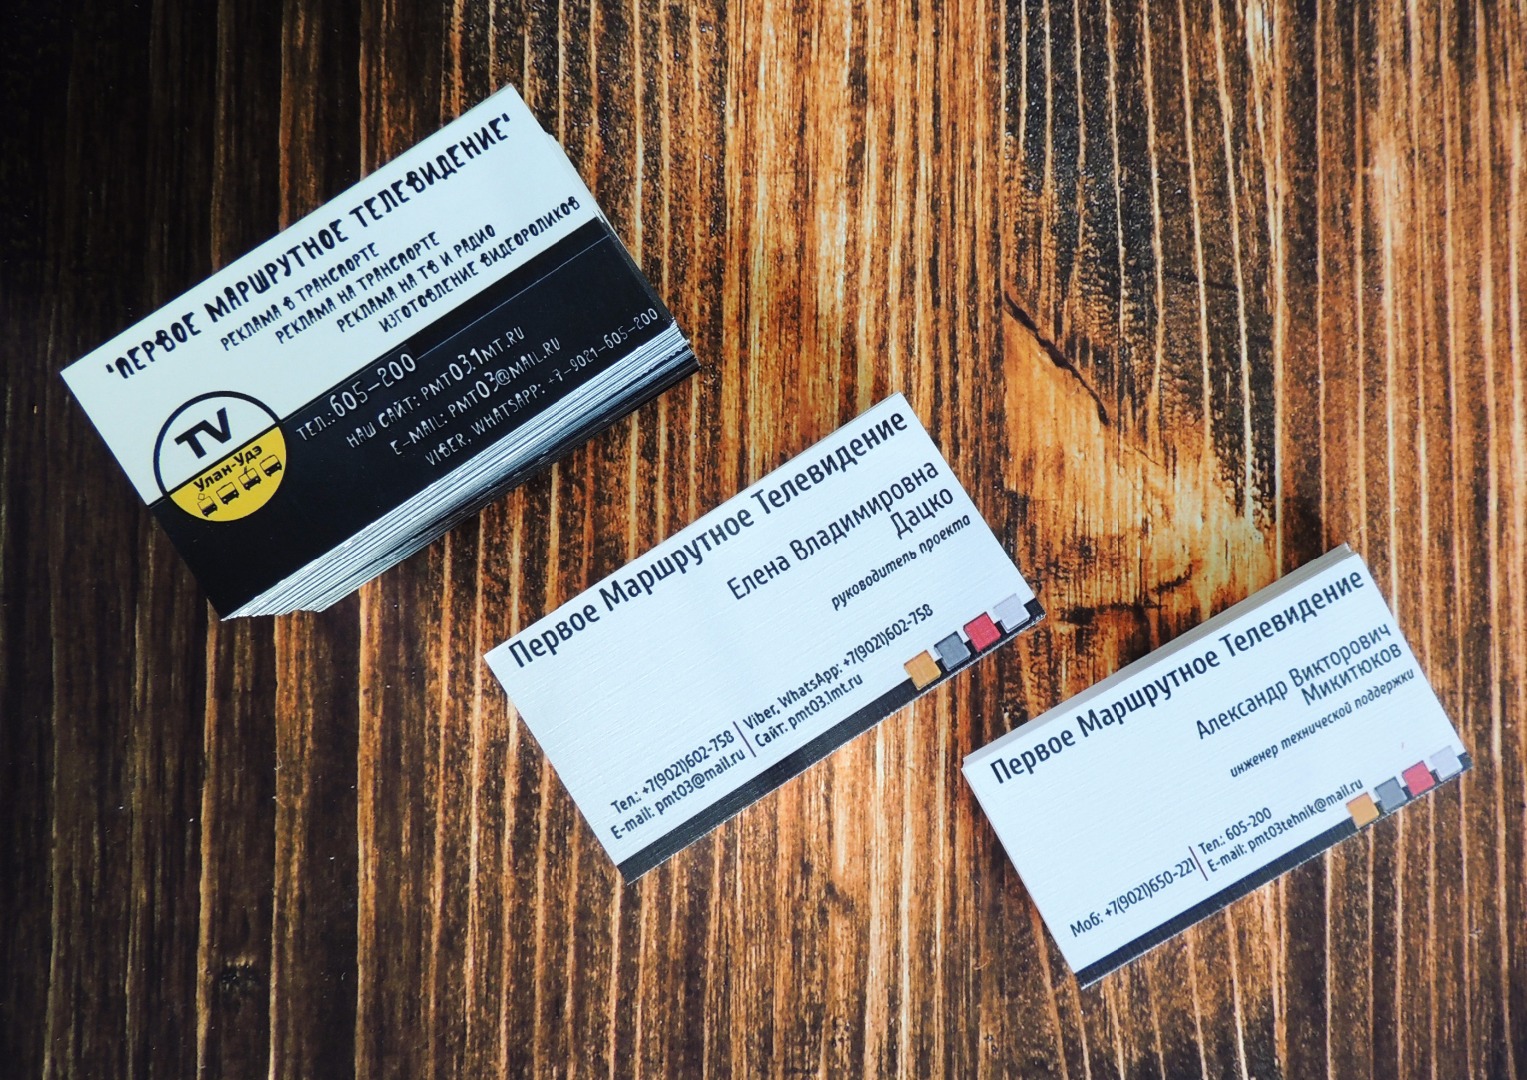 "ПЕРВОЕ МАРШРУТНОЕ ТЕЛЕВИДЕНИЕ"
РЕКЛАМА В ТРАНСПОРТЕ
РЕКЛАМА НА ТРАНСПОРТЕ
РЕКЛАМА НА ТВ И РАДИО
ИЗГОТОВЛЕНИЕ ВИДЕОРОЛИКОВ
TV
Улан-Удэ
ТЕЛ.:605-200
НАШ САЙТ: PMT03.1MT.RU
E-MAIL: PMT03@MAIL.RU
VIBER, WHATSAPP: +7-9021-605-200
Первое Маршрутное Телевидение
Елена Владимировна
Дацко
руководитель проекта
Тел.: +7(9021)602-758
E-mail: pmt03@mail.ru
Viber, WhatsApp: +7(9021)602-758
Сайт: pmt03.1mt.ru
Первое Маршрутное Телевидение
Александр Викторович
Микитюков
инженер технической поддержки
Моб: +7(9021)650-221
Тел.: 605-200
E-mail: pmt03tehnik@mail.ru